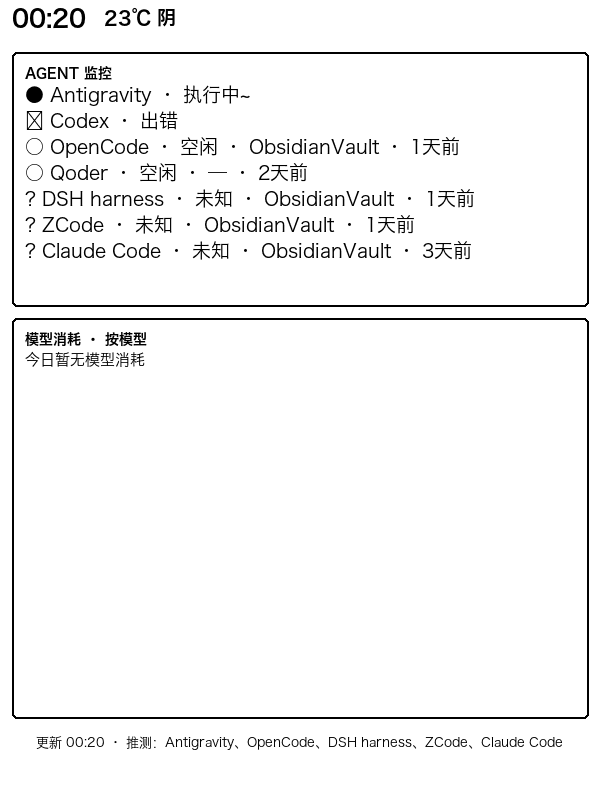 00:20 23℃ 阴
AGENT 监控
● Antigravity · 执行中~
☒ Codex · 出错
○ OpenCode · 空闲 · ObsidianVault · 1天前
○ Qoder · 空闲 · — · 2天前
? DSH harness · 未知 · ObsidianVault · 1天前
? ZCode · 未知 · ObsidianVault · 1天前
? Claude Code · 未知 · ObsidianVault · 3天前
模型消耗 · 按模型
今日暂无模型消耗
更新 00:20 · 推测：Antigravity、OpenCode、DSH harness、ZCode、Claude Code